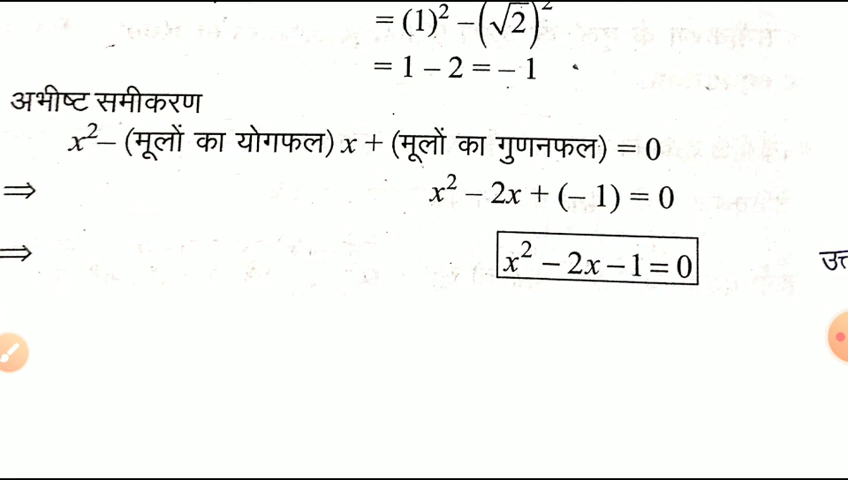 = (1)² − (√2)²
= 1 − 2 = − 1
अभीष्ट समीकरण
x² − (मूलों का योगफल) x + (मूलों का गुणनफल) = 0
⇒ x² − 2x + (− 1) = 0
⇒ x² − 2x − 1 = 0